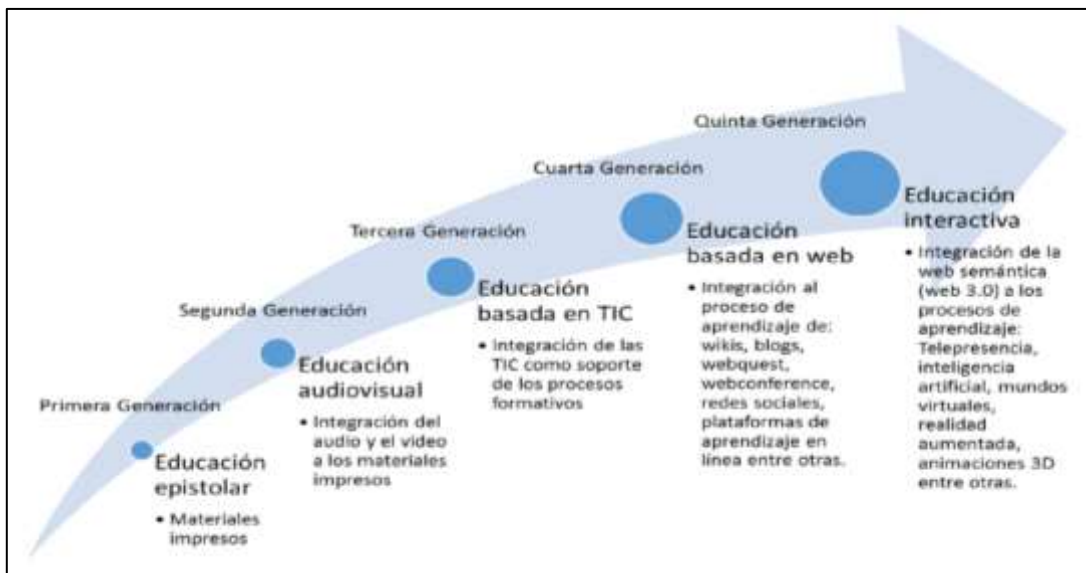 Primera Generación
Educación
epistolar
• Materiales
impresos
Segunda Generación
Educación
audiovisual
• Integración del
audio y el video
a los materiales
impresos
Tercera Generación
Educación
basada en TIC
• Integración de las
TIC como soporte
de los procesos
formativos
Cuarta Generación
Educación
basada en web
• Integración al
proceso de
aprendizaje de:
wikis, blogs,
webquest,
webconference,
redes sociales,
plataformas de
aprendizaje en
línea entre otras.
Quinta Generación
Educación
interactiva
• Integración de la
web semántica
(web 3.0) a los
procesos de
aprendizaje:
Telepresencia,
inteligencia
artificial, mundos
virtuales,
realidad
aumentada,
animaciones 3D
entre otras.